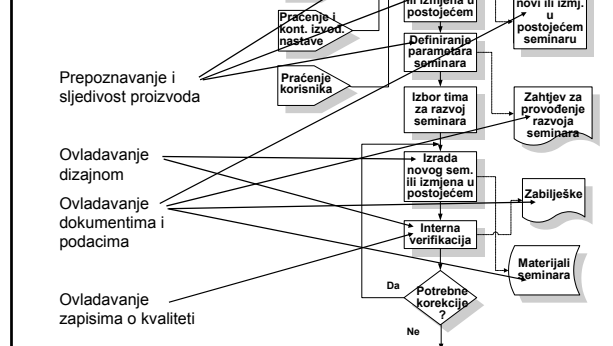 ili izmjena u
postojećem
novi ili izmj.
u
postojećem
seminaru
Praćenje i
kont. izvođ.
nastave
Definiranje
parametara
seminara
Prepoznavanje i
sljedivost proizvoda
Praćenje
korisnika
Izbor tima
za razvoj
seminara
Zahtjev za
provođenje
razvoja
seminara
Ovladavanje
dizajnom
Izrada
novog sem.
ili izmjena u
postojećem
Ovladavanje
dokumentima i
podacima
Zabilješke
Interna
verifikacija
Materijali
seminara
Ovladavanje
zapisima o kvaliteti
Da
Potrebne
korekcije
?
Ne